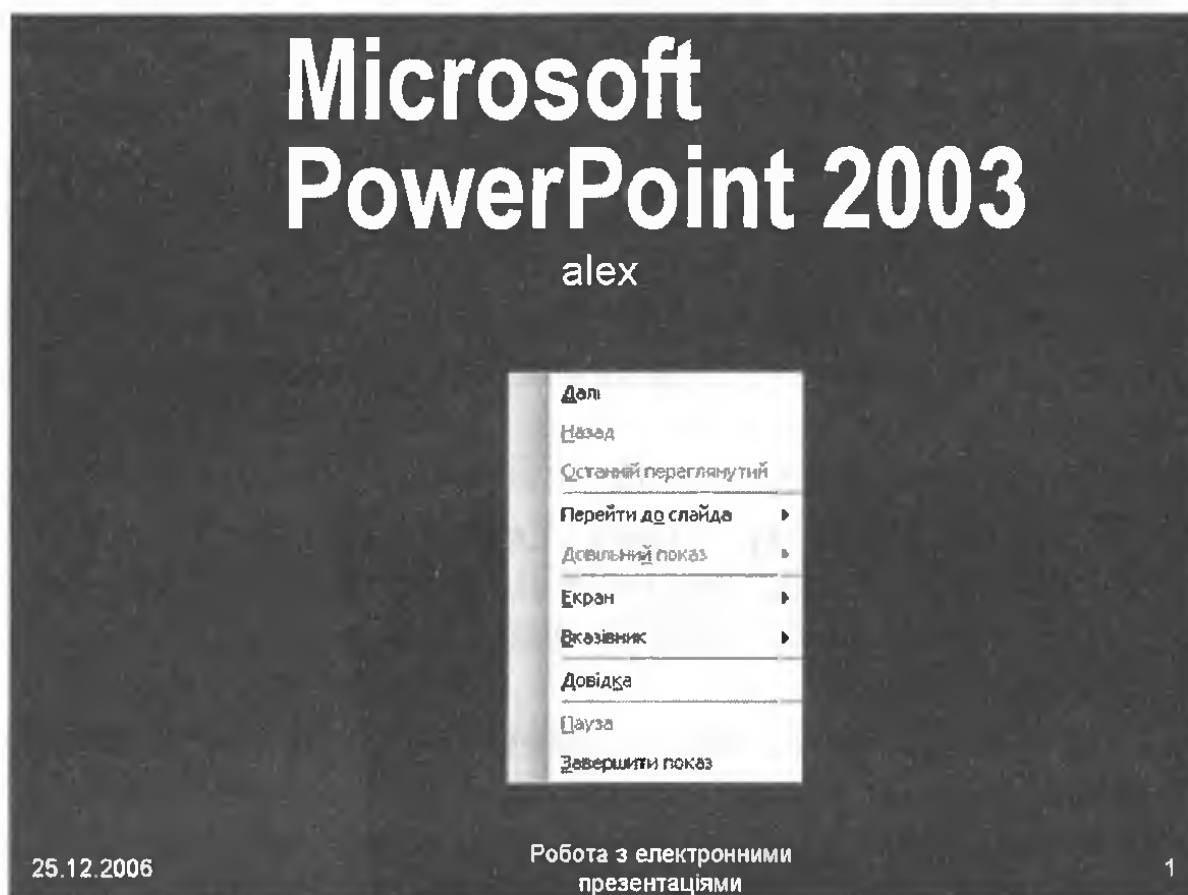 Microsoft
PowerPoint 2003
alex
Далі
Назад
Останній переглянутий
Перейти до слайда
Довільний показ
Екран
Вказівник
Довідка
Пауза
Завершити показ
25.12.2006
Робота з електронними
презентаціями
1